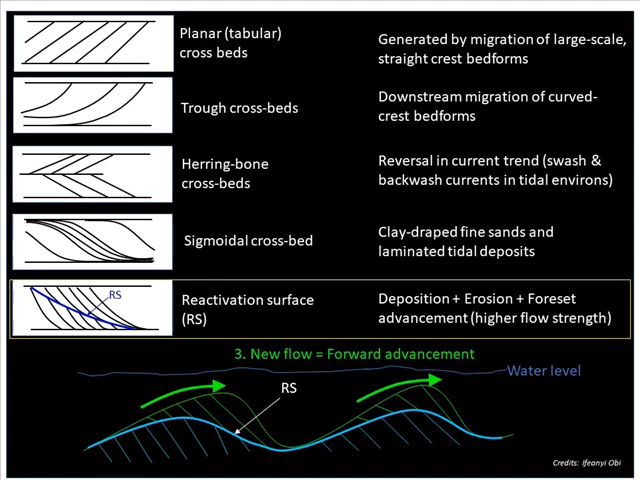 Planar (tabular)
cross beds
Generated by migration of large-scale,
straight crest bedforms
Trough cross-beds
Downstream migration of curved-
crest bedforms
Herring-bone
cross-beds
Reversal in current trend (swash &
backwash currents in tidal environs)
Sigmoidal cross-bed
Clay-draped fine sands and
laminated tidal deposits
RS
Reactivation surface
(RS)
Deposition + Erosion + Foreset
advancement (higher flow strength)
3. New flow = Forward advancement
Water level
RS
Credits: Ifeanyi Obi